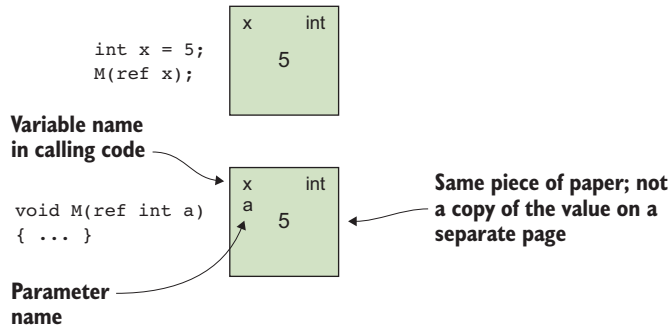 x int
5
int x = 5;
M(ref x);
Variable name
in calling code
x int
a
5
void M(ref int a)
{ ... }
Same piece of paper; not
a copy of the value on a
separate page
Parameter
name